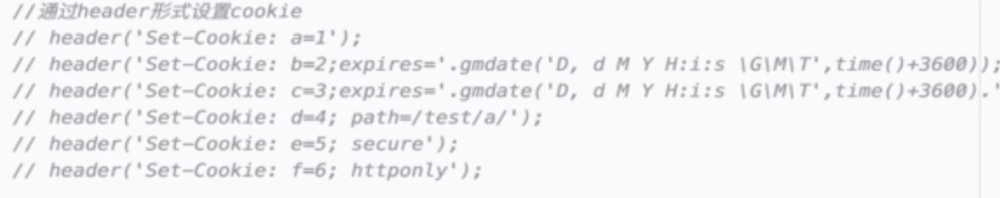 //通过header形式设置cookie
// header('Set-Cookie: a=1');
// header('Set-Cookie: b=2;expires='.gmdate('D, d M Y H:i:s \G\M\T',time()+3600));
// header('Set-Cookie: c=3;expires='.gmdate('D, d M Y H:i:s \G\M\T',time()+3600).'
// header('Set-Cookie: d=4; path=/test/a/');
// header('Set-Cookie: e=5; secure');
// header('Set-Cookie: f=6; httponly');